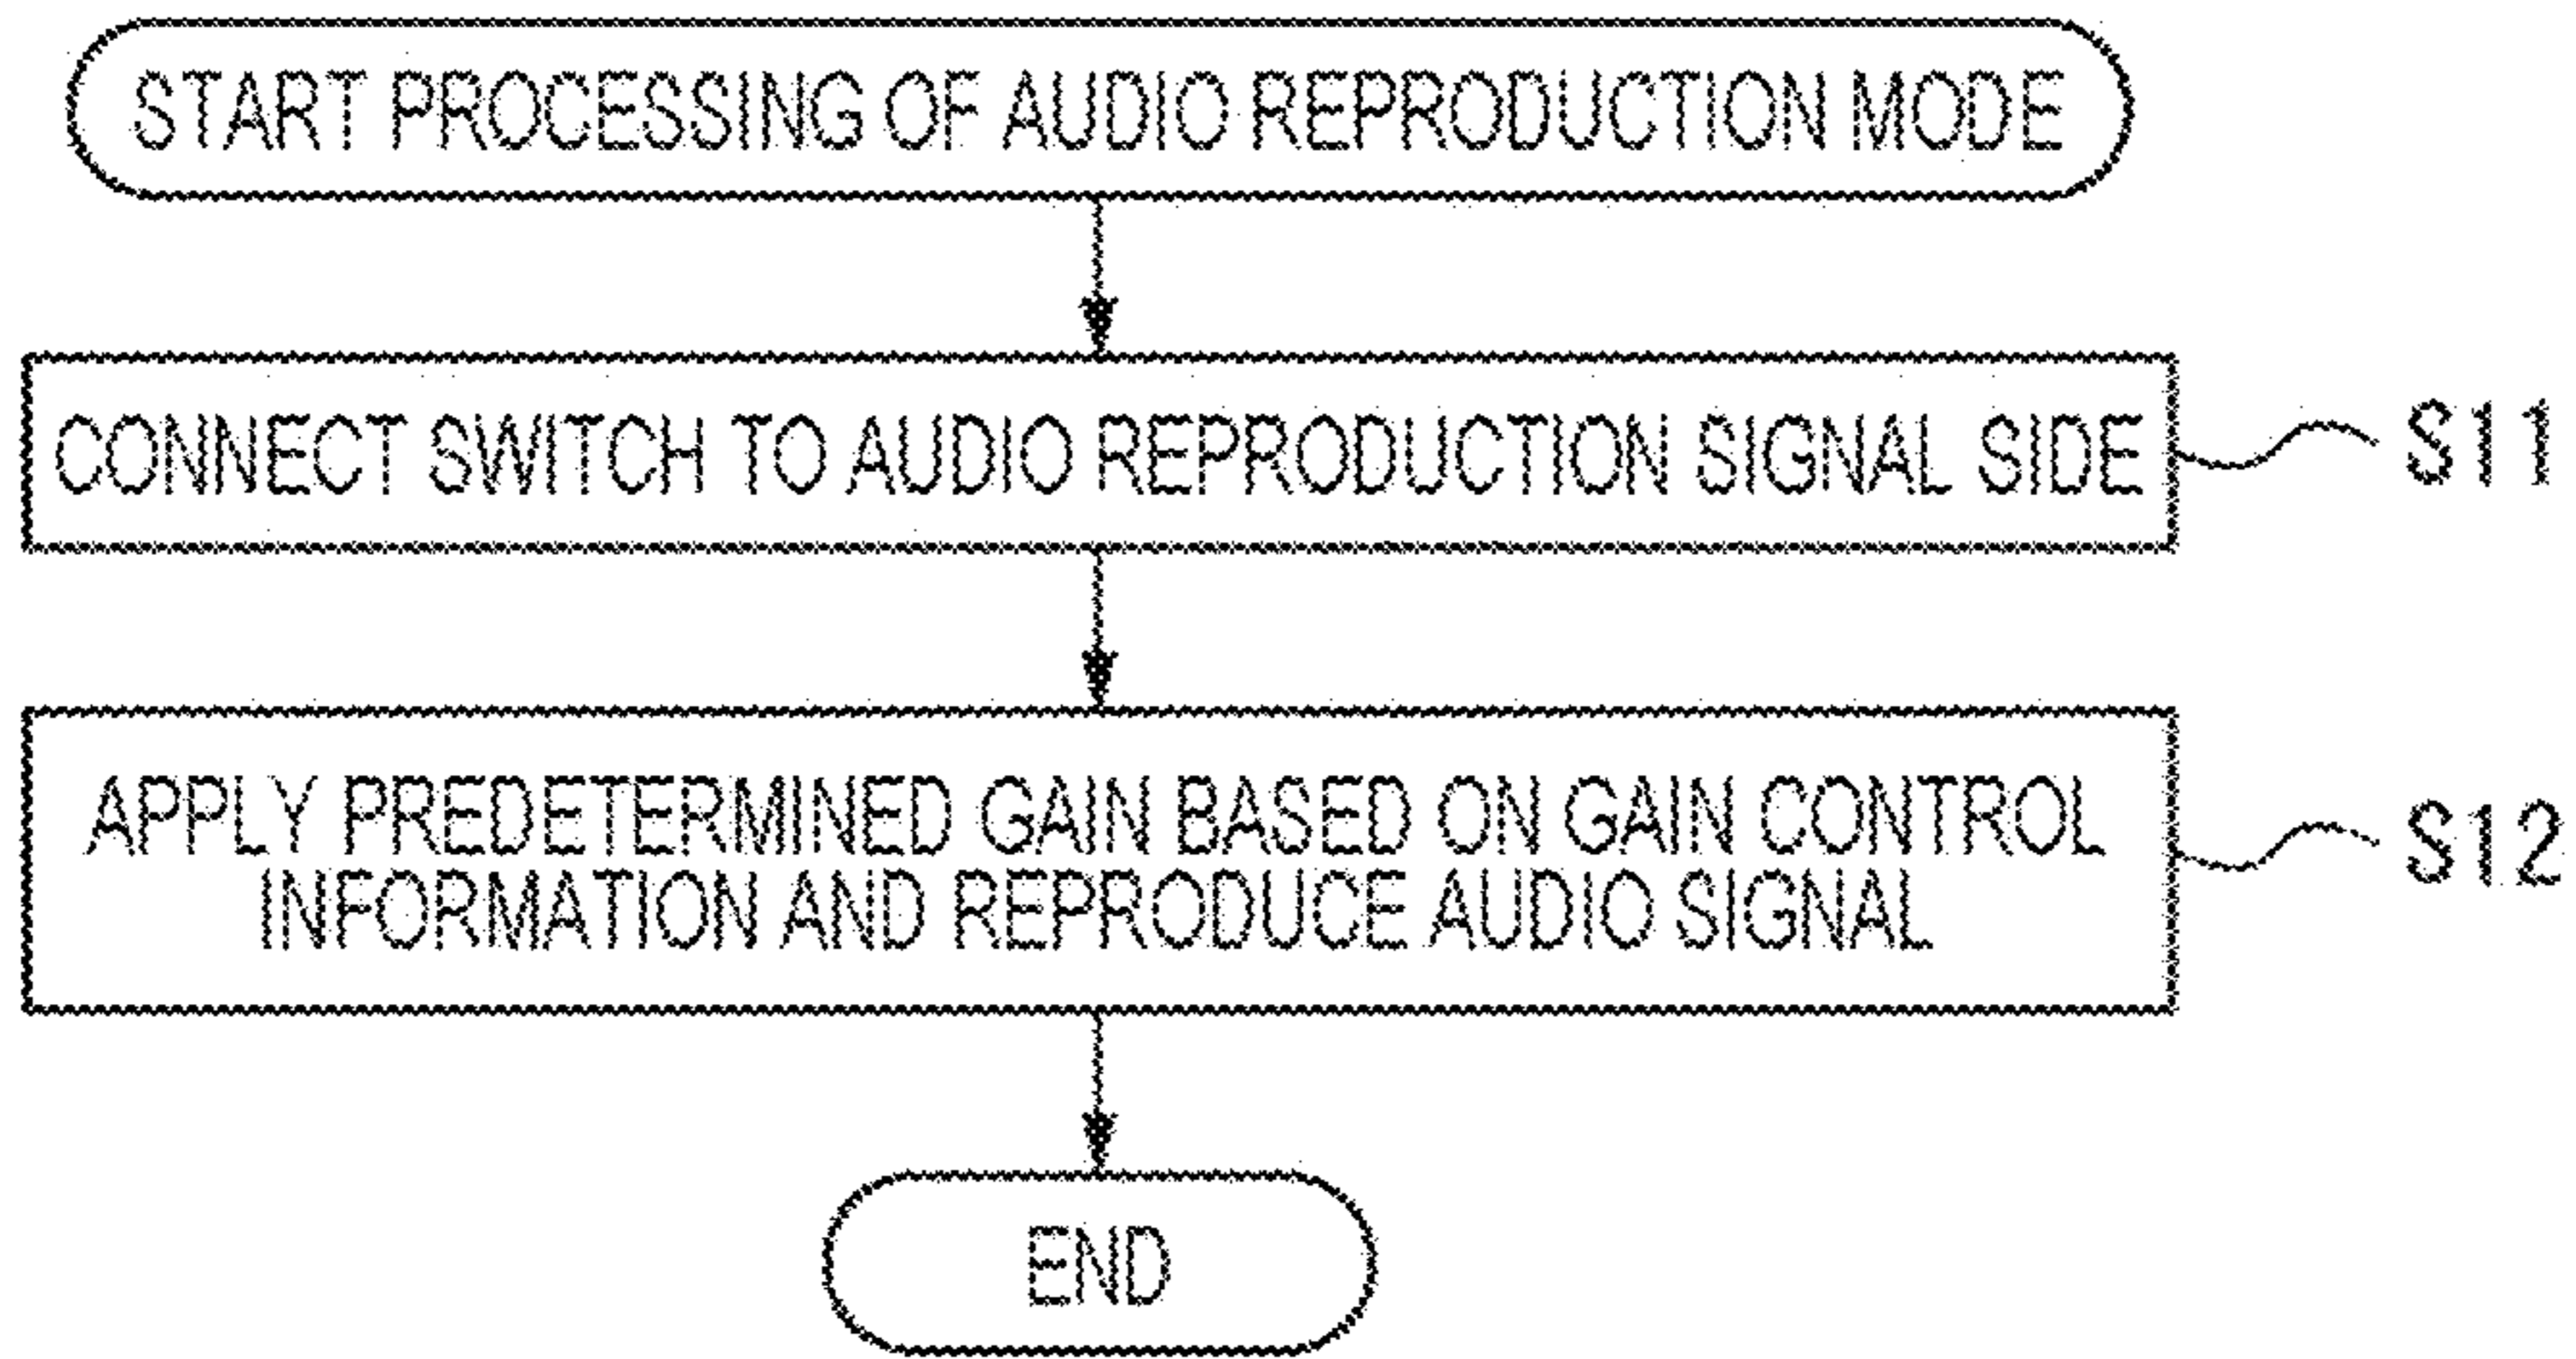 START PROCESSING OF AUDIO REPRODUCTION MODE
CONNECT SWITCH TO AUDIO REPRODUCTION SIGNAL SIDE
S11
APPLY PREDETERMINED GAIN BASED ON GAIN CONTROL
INFORMATION AND REPRODUCE AUDIO SIGNAL
S12
END